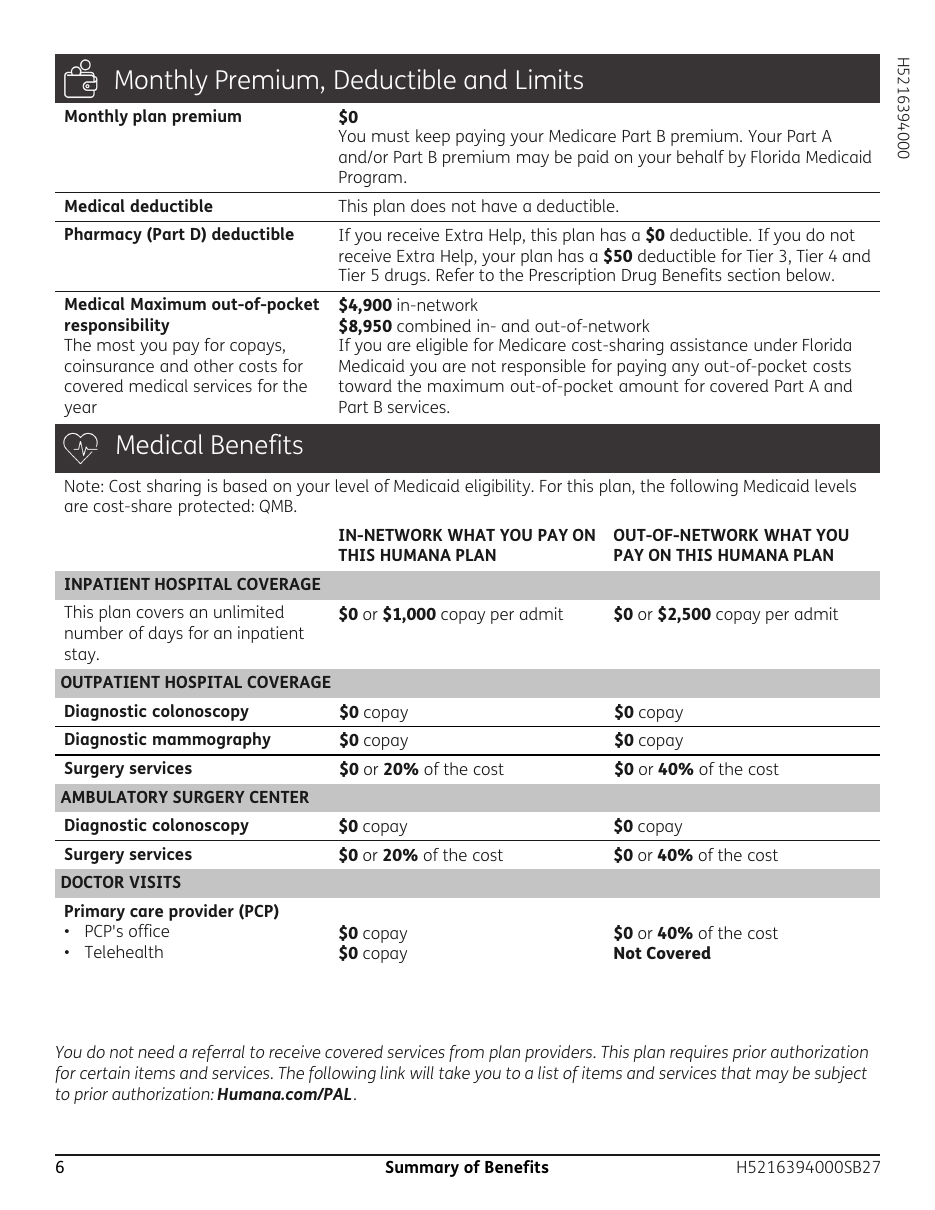 H5216394000
Monthly Premium, Deductible and Limits
Monthly plan premium
$0
You must keep paying your Medicare Part B premium. Your Part A
and/or Part B premium may be paid on your behalf by Florida Medicaid
Program.
Medical deductible
This plan does not have a deductible.
Pharmacy (Part D) deductible
If you receive Extra Help, this plan has a $0 deductible. If you do not
receive Extra Help, your plan has a $50 deductible for Tier 3, Tier 4 and
Tier 5 drugs. Refer to the Prescription Drug Benefits section below.
Medical Maximum out-of-pocket
responsibility
The most you pay for copays,
coinsurance and other costs for
covered medical services for the
year
$4,900 in-network
$8,950 combined in- and out-of-network
If you are eligible for Medicare cost-sharing assistance under Florida
Medicaid you are not responsible for paying any out-of-pocket costs
toward the maximum out-of-pocket amount for covered Part A and
Part B services.
Medical Benefits
Note: Cost sharing is based on your level of Medicaid eligibility. For this plan, the following Medicaid levels
are cost-share protected: QMB.
IN-NETWORK WHAT YOU PAY ON
THIS HUMANA PLAN
OUT-OF-NETWORK WHAT YOU
PAY ON THIS HUMANA PLAN
INPATIENT HOSPITAL COVERAGE
This plan covers an unlimited
number of days for an inpatient
stay.
$0 or $1,000 copay per admit
$0 or $2,500 copay per admit
OUTPATIENT HOSPITAL COVERAGE
Diagnostic colonoscopy
$0 copay
$0 copay
Diagnostic mammography
$0 copay
$0 copay
Surgery services
$0 or 20% of the cost
$0 or 40% of the cost
AMBULATORY SURGERY CENTER
Diagnostic colonoscopy
$0 copay
$0 copay
Surgery services
$0 or 20% of the cost
$0 or 40% of the cost
DOCTOR VISITS
Primary care provider (PCP)
• PCP's office
$0 copay
$0 or 40% of the cost
• Telehealth
$0 copay
Not Covered
You do not need a referral to receive covered services from plan providers. This plan requires prior authorization
for certain items and services. The following link will take you to a list of items and services that may be subject
to prior authorization: Humana.com/PAL.
6
Summary of Benefits
H5216394000SB27